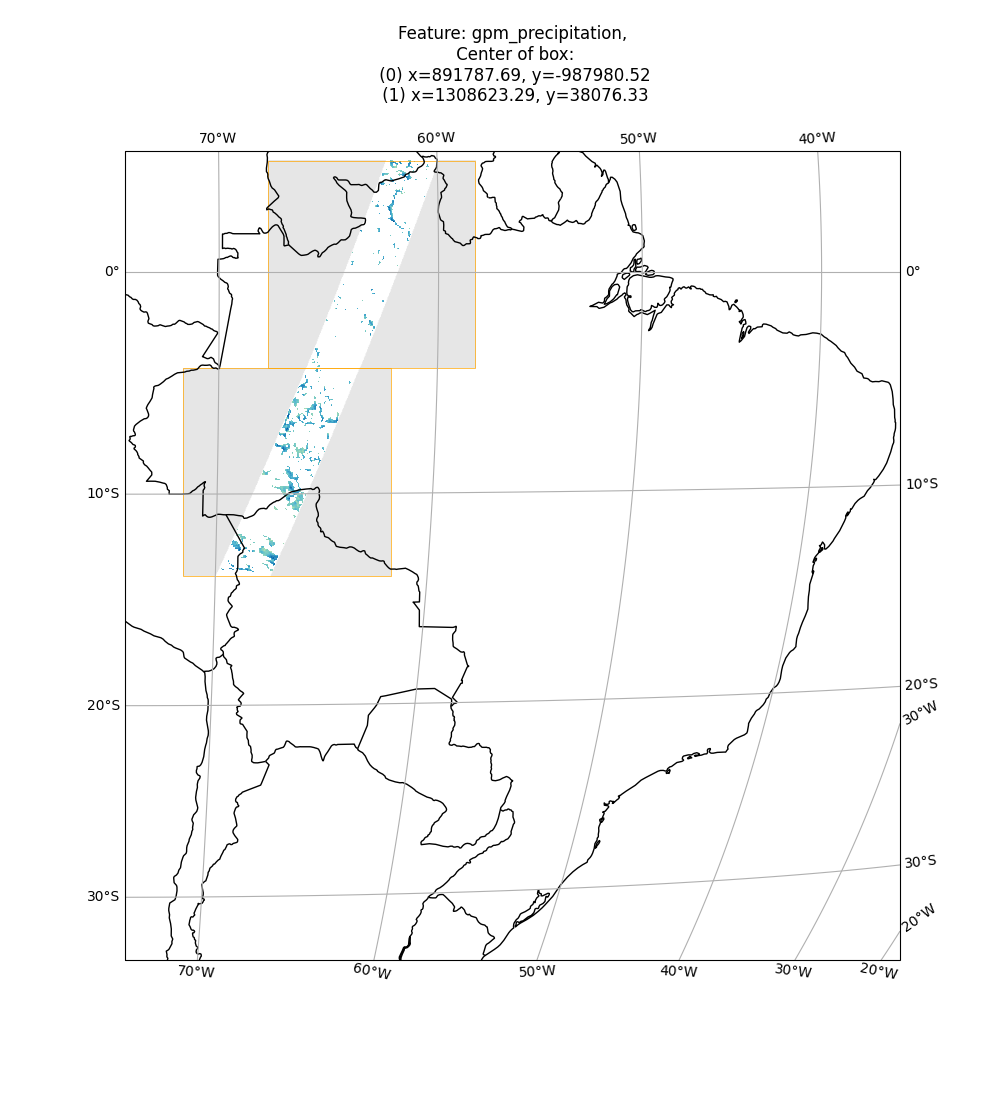 Feature: gpm_precipitation,
Center of box:
(0) x=891787.69, y=-987980.52
(1) x=1308623.29, y=38076.33
70°W 60°W 50°W 40°W
0° 0°
10°S 10°S
20°S 20°S
30°W
30°S 30°S
20°W
70°W 60°W 50°W 40°W 30°W 20°W